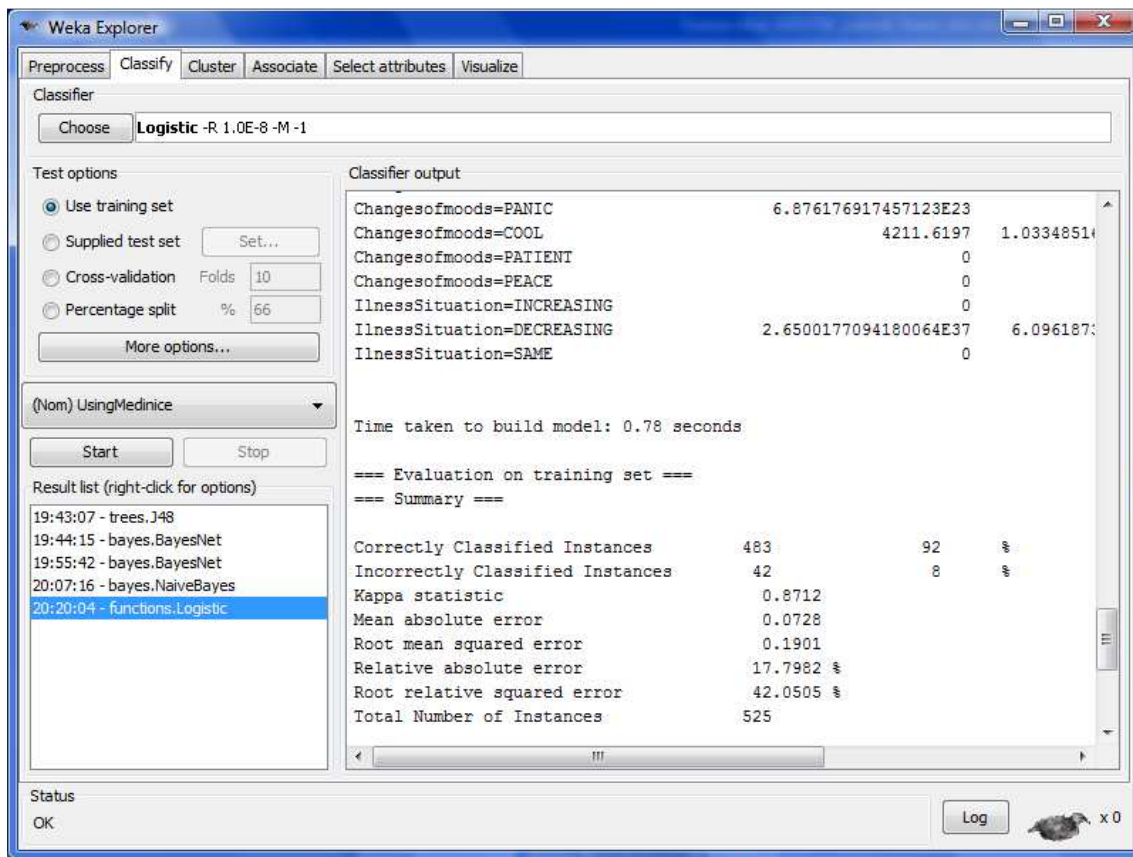 Weka Explorer
Preprocess Classify Cluster Associate Select attributes Visualize
Classifier
Choose Logistic -R 1.0E-8 -M -1
Test options
Use training set
Supplied test set Set...
Cross-validation Folds 10
Percentage split % 66
More options...
(Nom) UsingMedinice
Start Stop
Result list (right-click for options)
19:43:07 - trees.J48
19:44:15 - bayes.BayesNet
19:55:42 - bayes.BayesNet
20:07:16 - bayes.NaiveBayes
20:20:04 - functions.Logistic
Classifier output
Changesofmoods=PANIC 6.876176917457123E23
Changesofmoods=COOL 4211.6197 1.0334851
Changesofmoods=PATIENT 0
Changesofmoods=PEACE 0
IlnessSituation=INCREASING 0
IlnessSituation=DECREASING 2.6500177094180064E37 6.096187
IlnessSituation=SAME 0
Time taken to build model: 0.78 seconds
=== Evaluation on training set ===
=== Summary ===
Correctly Classified Instances 483 92 %
Incorrectly Classified Instances 42 8 %
Kappa statistic 0.8712
Mean absolute error 0.0728
Root mean squared error 0.1901
Relative absolute error 17.7982 %
Root relative squared error 42.0505 %
Total Number of Instances 525
Status
OK
Log x 0